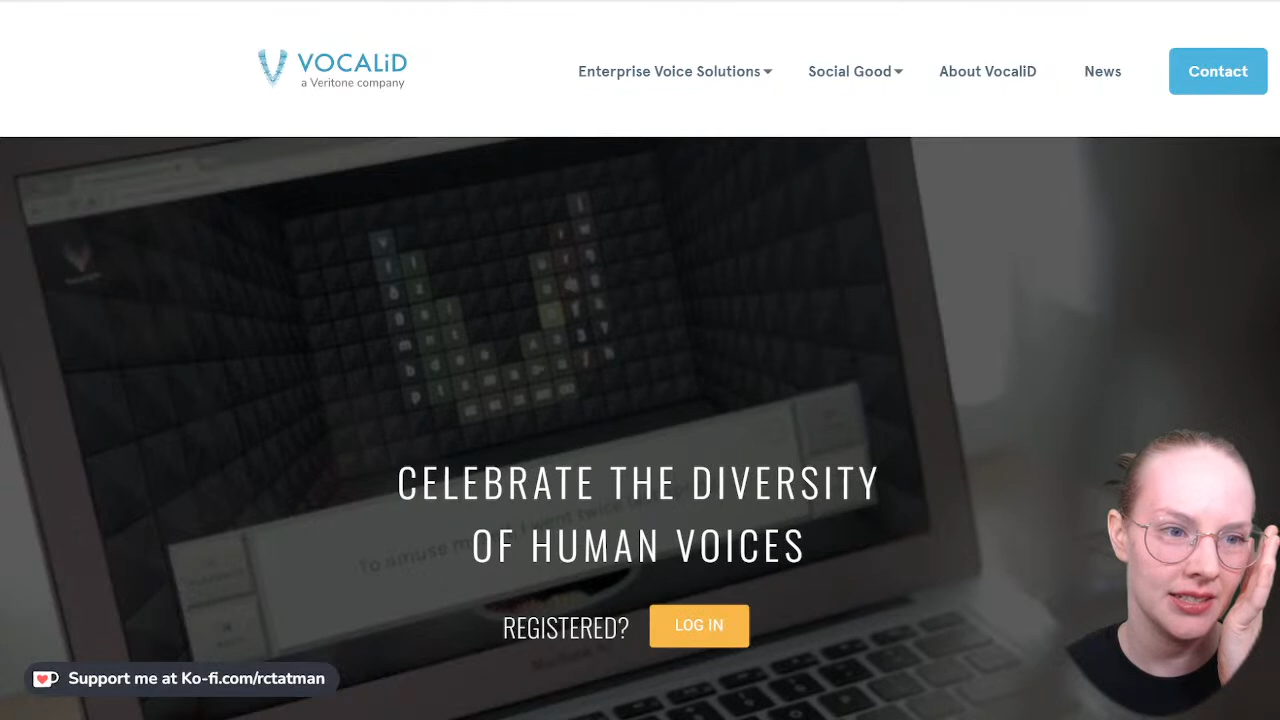 VOCALiD
a Veritone company
Enterprise Voice Solutions
Social Good
About VocaliD
News
Contact
CELEBRATE THE DIVERSITY
OF HUMAN VOICES
REGISTERED?
LOG IN
Support me at Ko-fi.com/rctatman